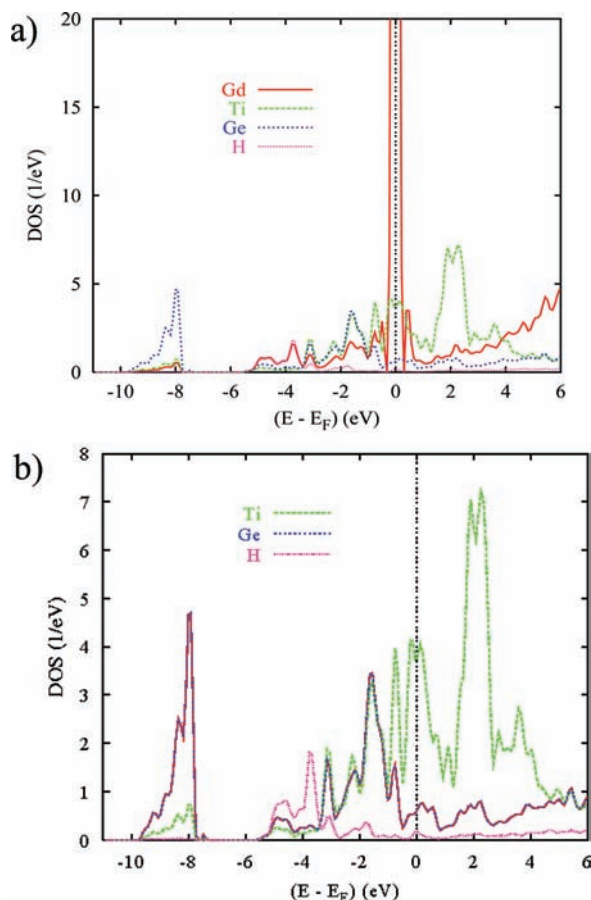 a)
20
15
10
5
0
DOS (1/eV)
Gd
Ti
Ge
H
-10 -8 -6 -4 -2 0 2 4 6
(E - E_F) (eV)
b)
8
7
6
5
4
3
2
1
0
DOS (1/eV)
Ti
Ge
H
-10 -8 -6 -4 -2 0 2 4 6
(E - E_F) (eV)